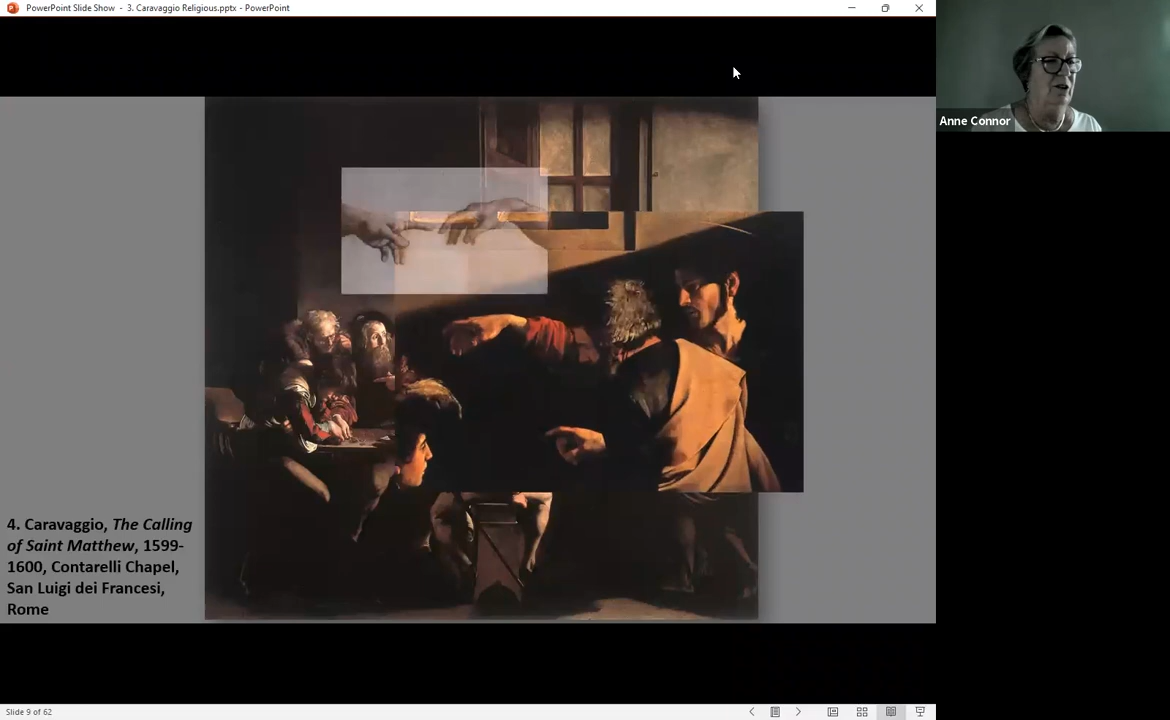 PowerPoint Slide Show - 3. Caravaggio Religious.pptx - PowerPoint
Anne Connor
4. Caravaggio, The Calling
of Saint Matthew, 1599-
1600, Contarelli Chapel,
San Luigi dei Francesi,
Rome
Slide 9 of 62